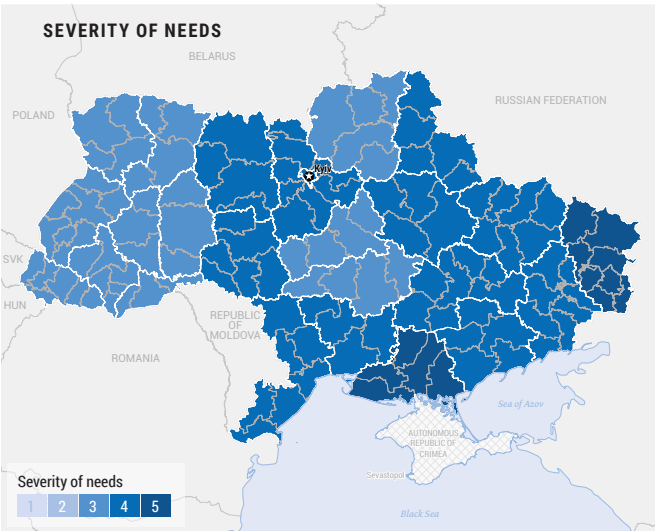 SEVERITY OF NEEDS
BELARUS
POLAND
RUSSIAN FEDERATION
Kyiv
SVK
HUN
REPUBLIC
OF
MOLDOVA
ROMANIA
Sea of Azov
AUTONOMOUS
REPUBLIC OF
CRIMEA
Sevastopol
Black Sea
Severity of needs
1 2 3 4 5